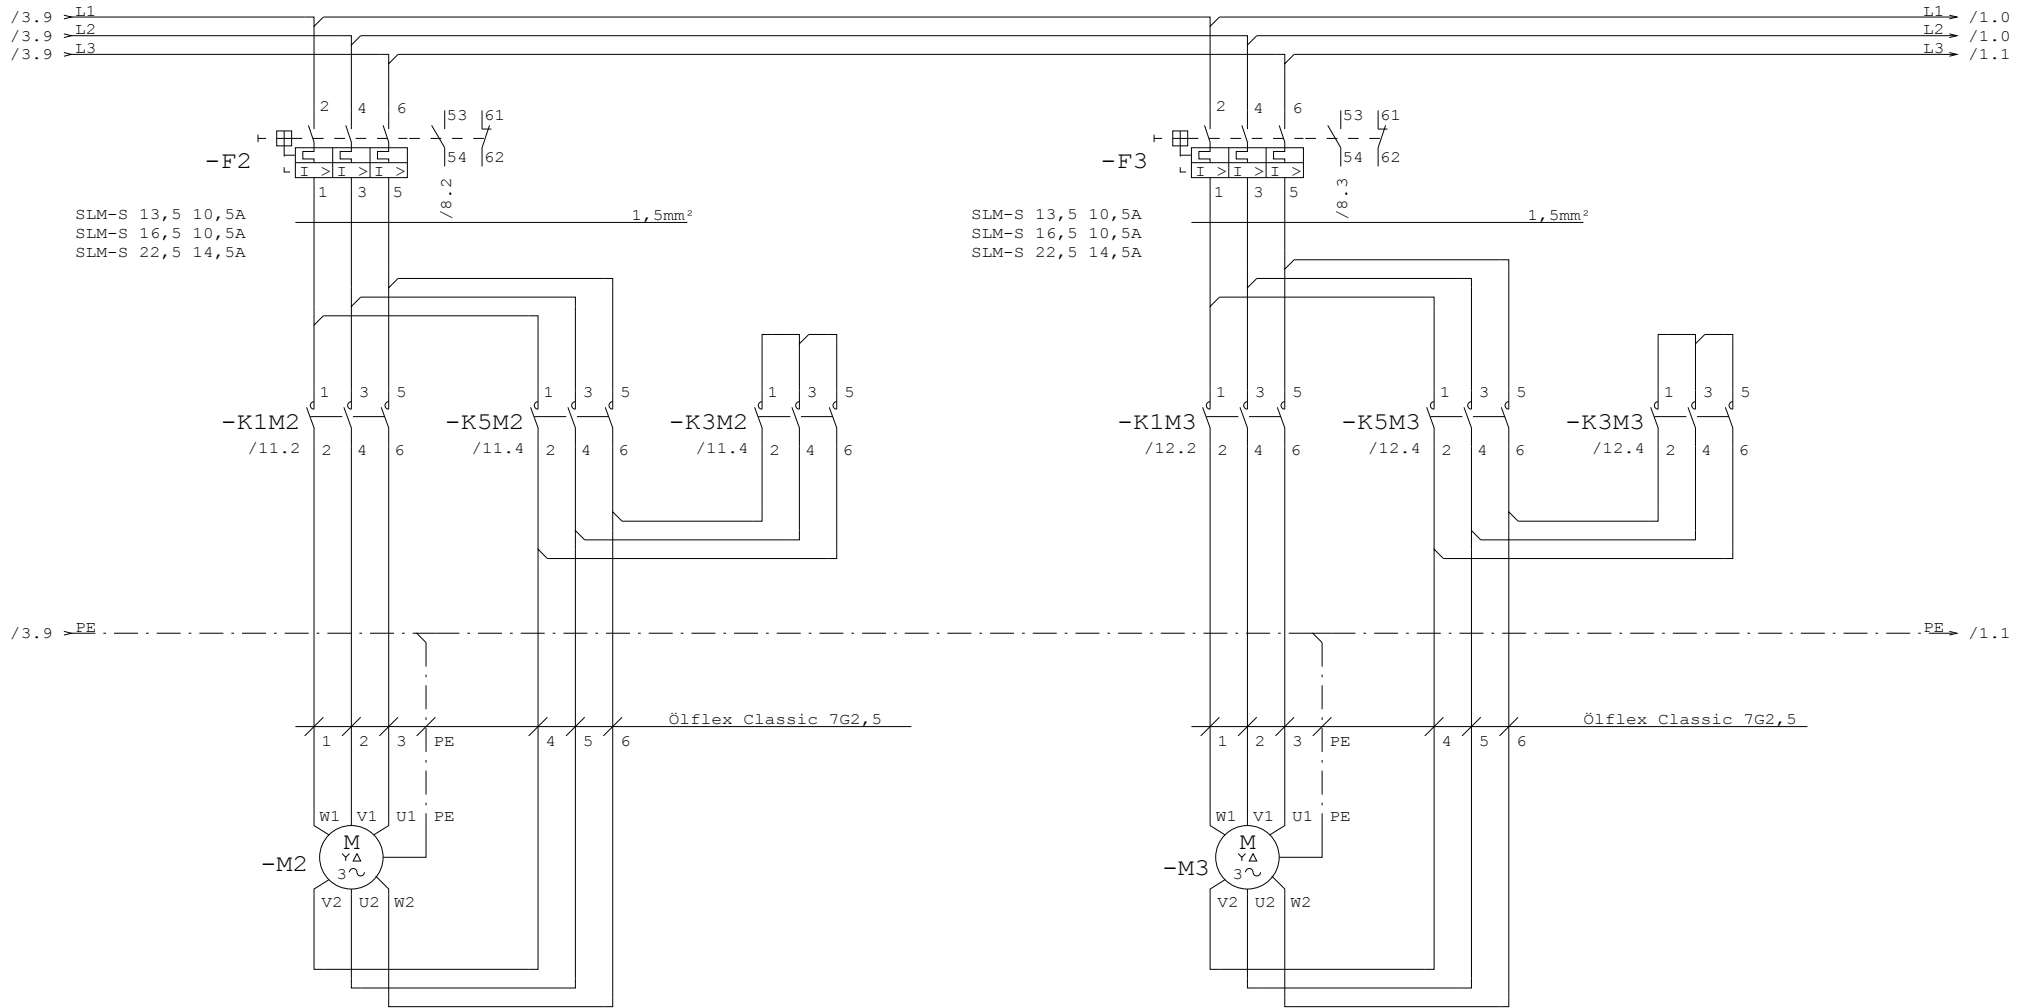 /3.9 L1 L1 /1.0
/3.9 L2 L2 /1.0
/3.9 L3 L3 /1.1
2 4 6 53 61 2 4 6 53 61
-F2 I > I > I > 54 62 -F3 I > I > I > 54 62
1 3 5 /8.2 1 3 5 /8.3
SLM-S 13,5 10,5A 1,5mm² SLM-S 13,5 10,5A 1,5mm²
SLM-S 16,5 10,5A SLM-S 16,5 10,5A
SLM-S 22,5 14,5A SLM-S 22,5 14,5A
1 3 5 1 3 5 1 3 5 1 3 5 1 3 5 1 3 5
-K1M2 -K5M2 -K3M2 -K1M3 -K5M3 -K3M3
/11.2 2 4 6 /11.4 2 4 6 /11.4 2 4 6 /12.2 2 4 6 /12.4 2 4 6 /12.4 2 4 6
/3.9 PE PE /1.1
Ölflex Classic 7G2,5 Ölflex Classic 7G2,5
1 2 3 PE 4 5 6 1 2 3 PE 4 5 6
W1 V1 U1 PE W1 V1 U1 PE
M M
Y Δ Y Δ
-M2 -M3
3~ 3~
V2 U2 W2 V2 U2 W2